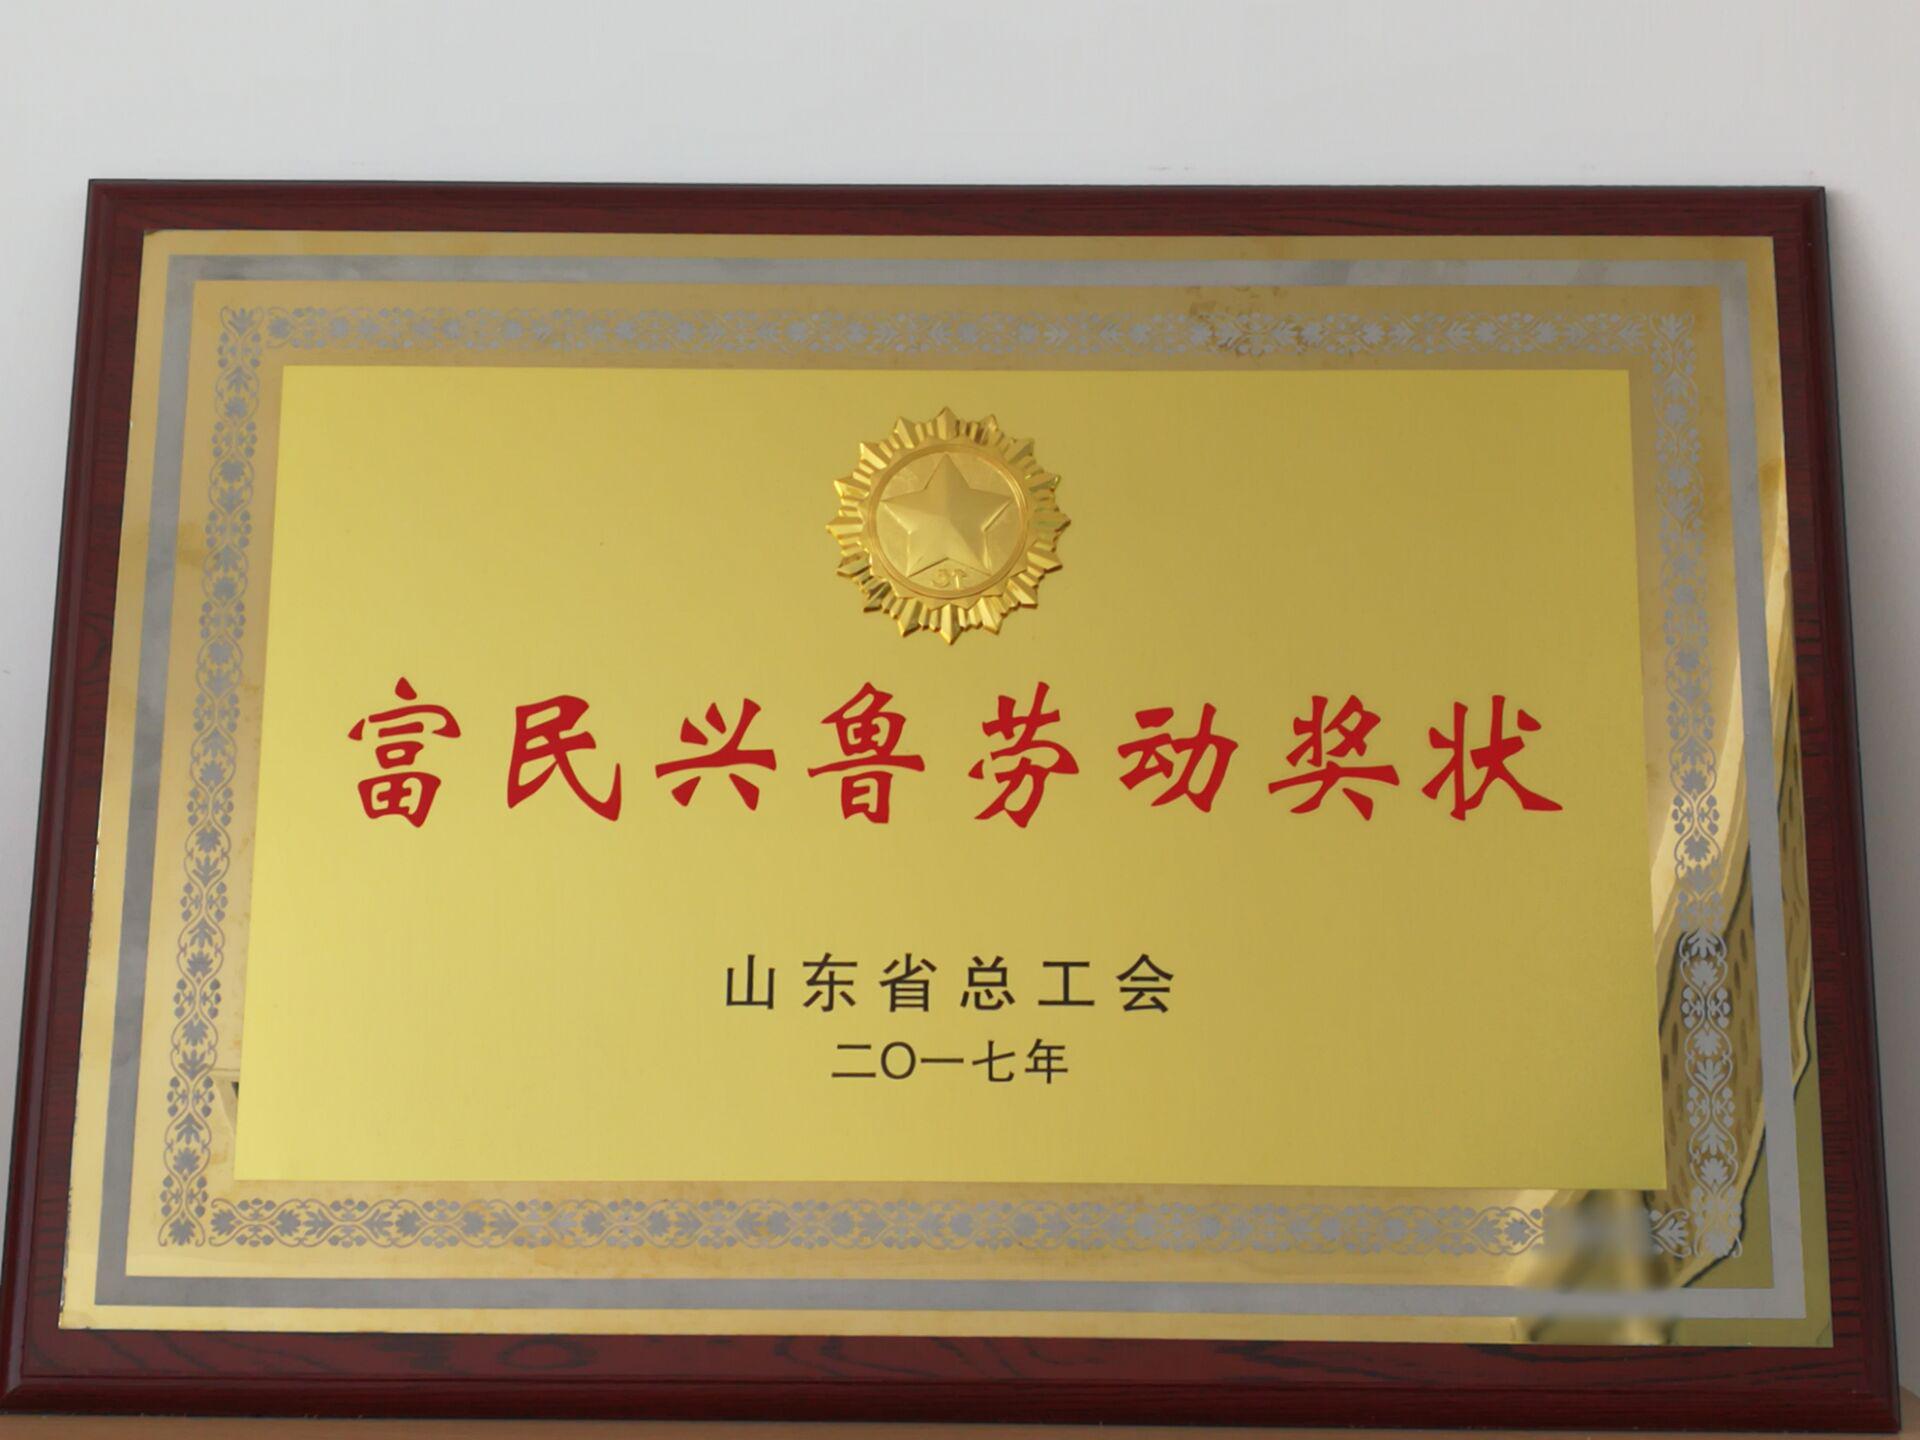 富民兴鲁劳动奖状
山东省总工会
二〇一七年